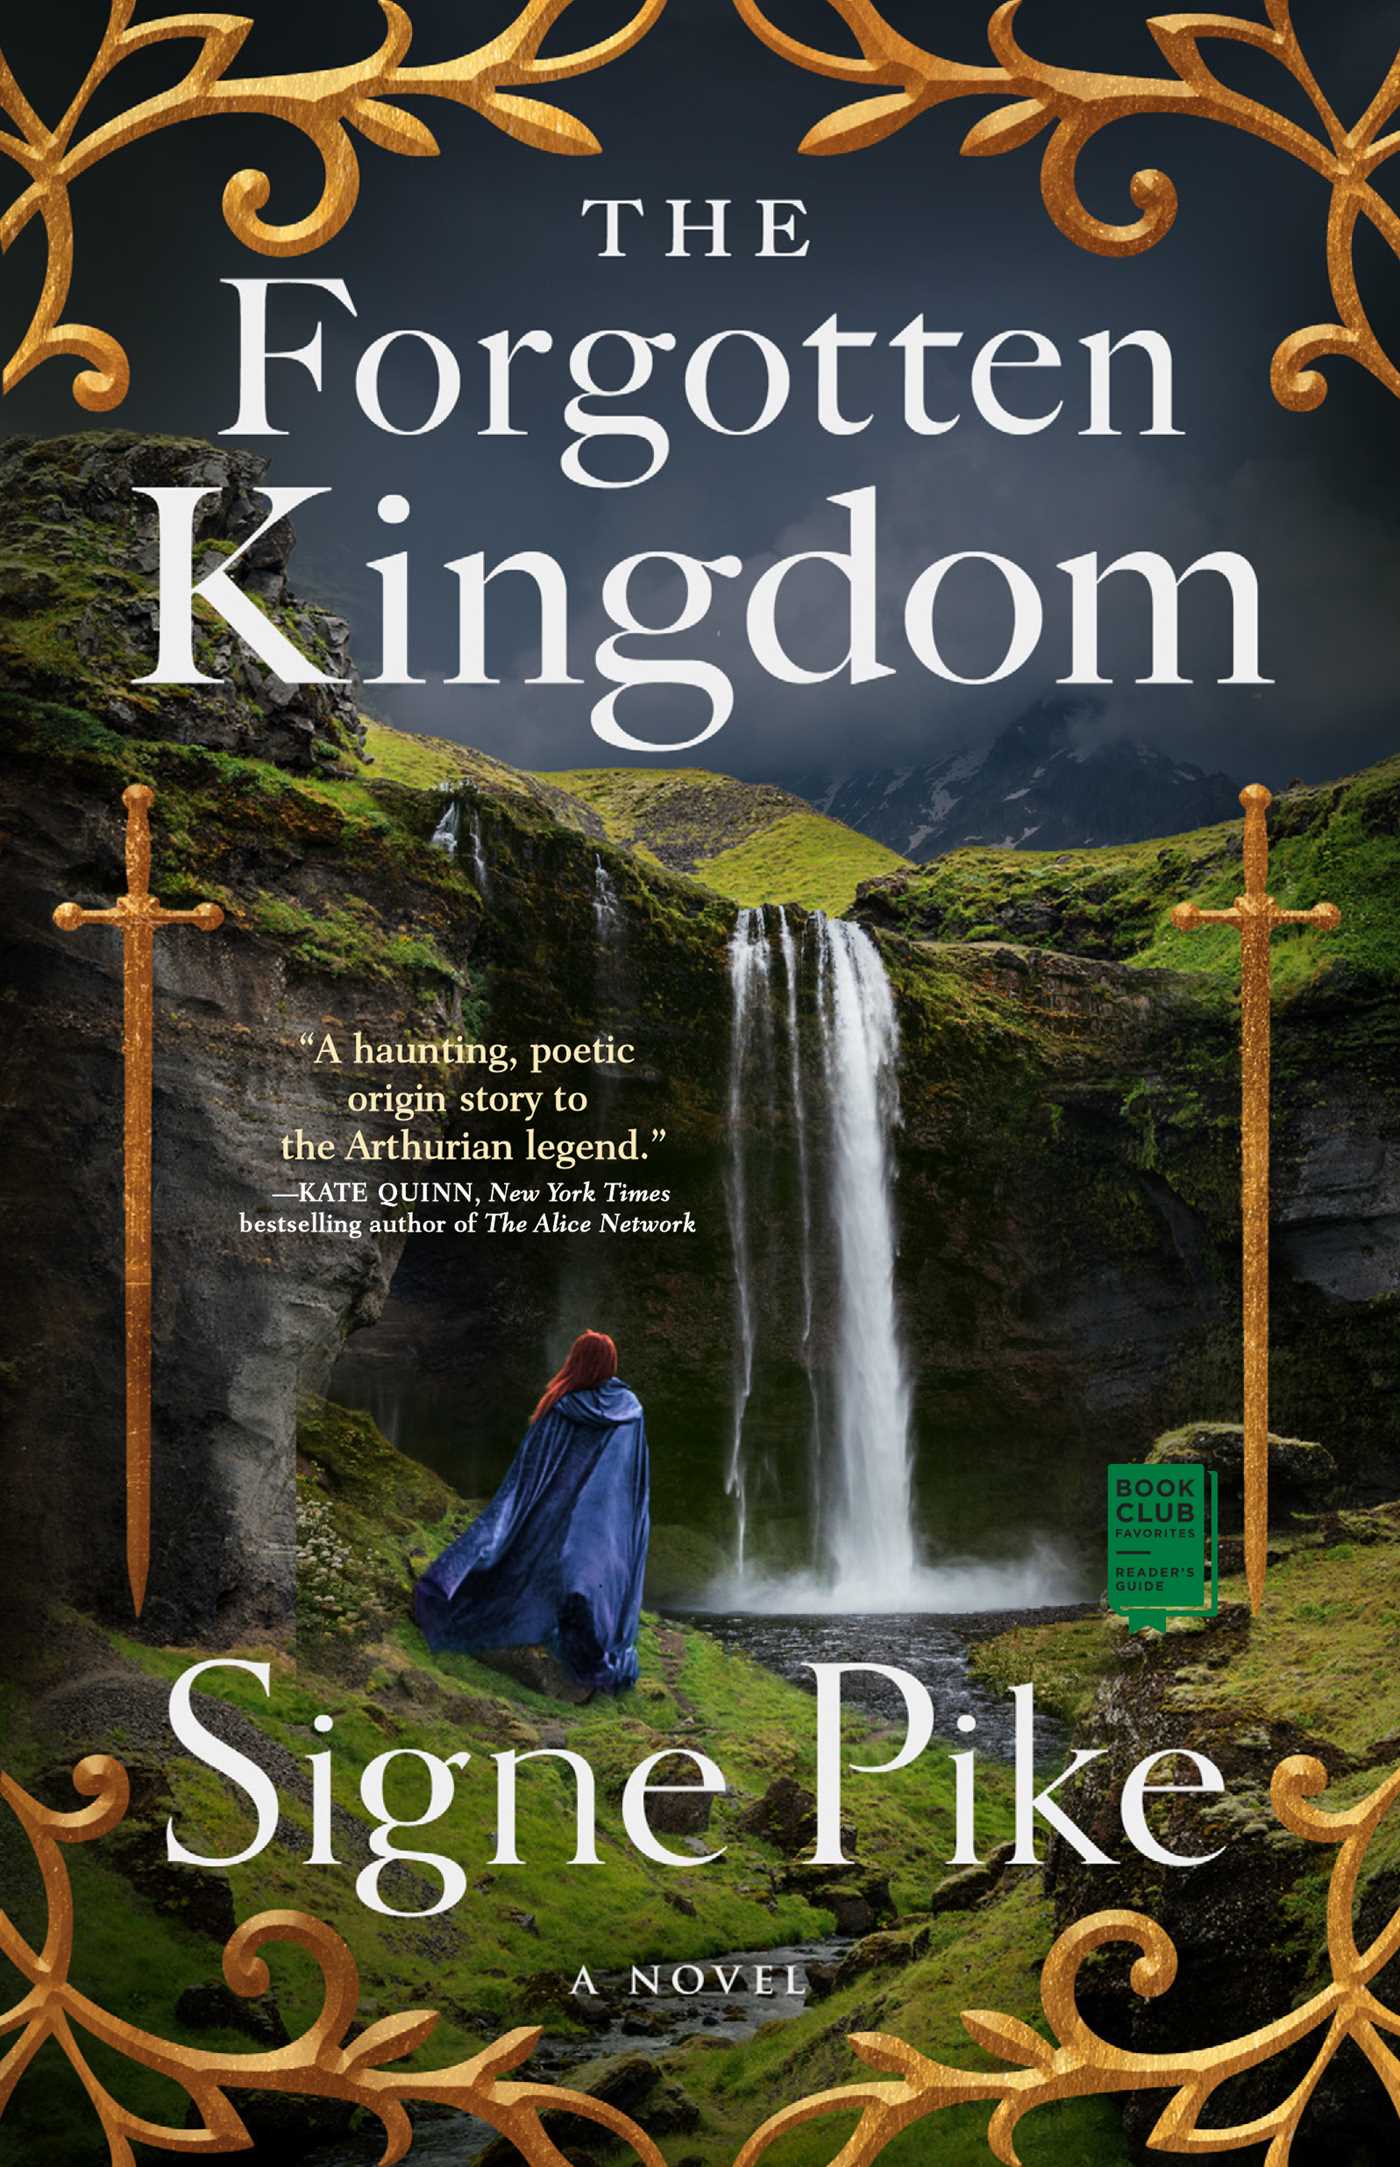 THE
Forgotten
Kingdom
“A haunting, poetic
origin story to
the Arthurian legend.”
—KATE QUINN, New York Times
bestselling author of The Alice Network
BOOK
CLUB
FAVORITES
READER'S
GUIDE
Signe Pike
A NOVEL